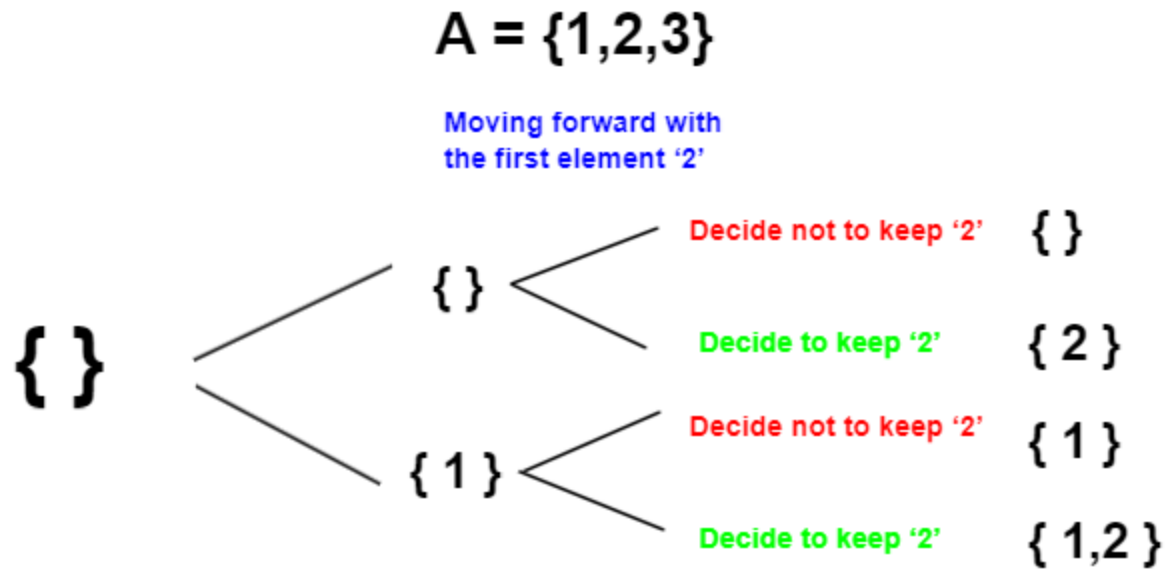 A = {1,2,3}
Moving forward with
the first element ‘2’
Decide not to keep ‘2’ { }
{ }
Decide to keep ‘2’ { 2 }
{ }
Decide not to keep ‘2’ { 1 }
{ 1 }
Decide to keep ‘2’ { 1,2 }